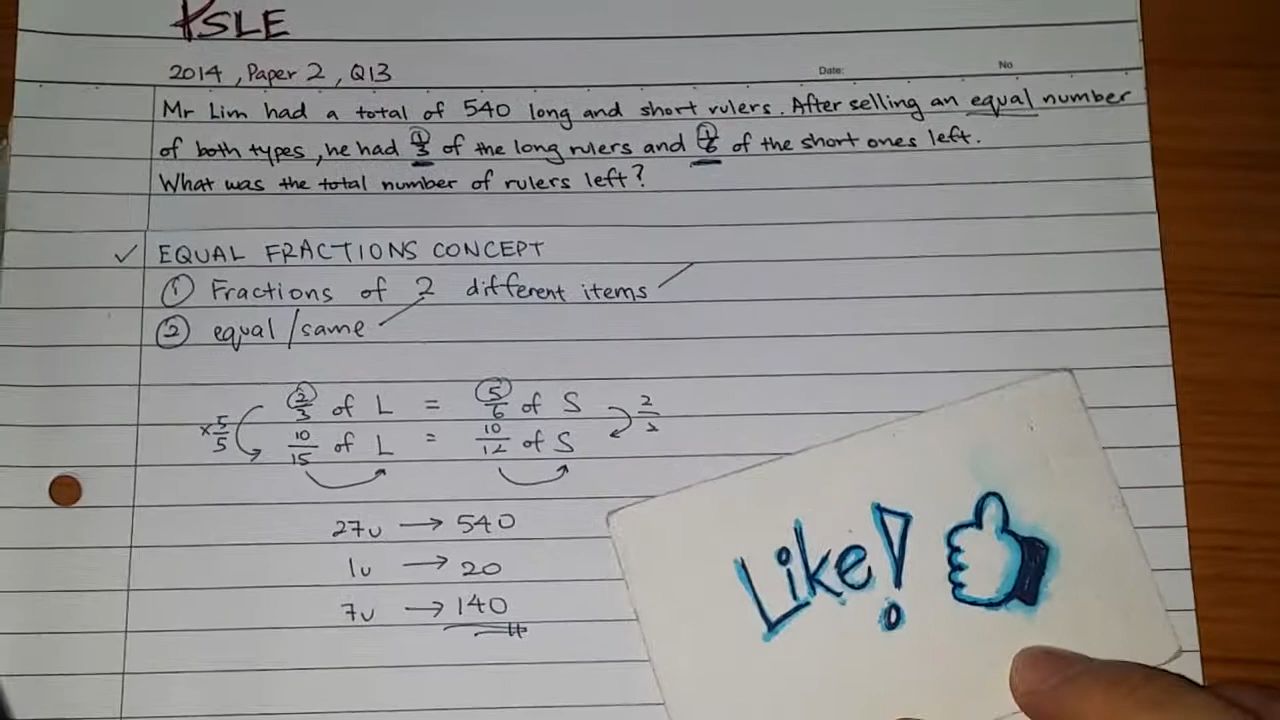 PSLE
2014, Paper 2, Q13
Date:
No
Mr Lim had a total of 540 long and short rulers. After selling an equal number
of both types, he had 1/3 of the long rulers and 1/6 of the short ones left.
What was the total number of rulers left?
✓ EQUAL FRACTIONS CONCEPT
① Fractions of 2 different items
② equal/same
×5/5
2/3 of L = 5/6 of S
2/2
10/15 of L = 10/12 of S
27u → 540
1u → 20
7u → 140
Like!